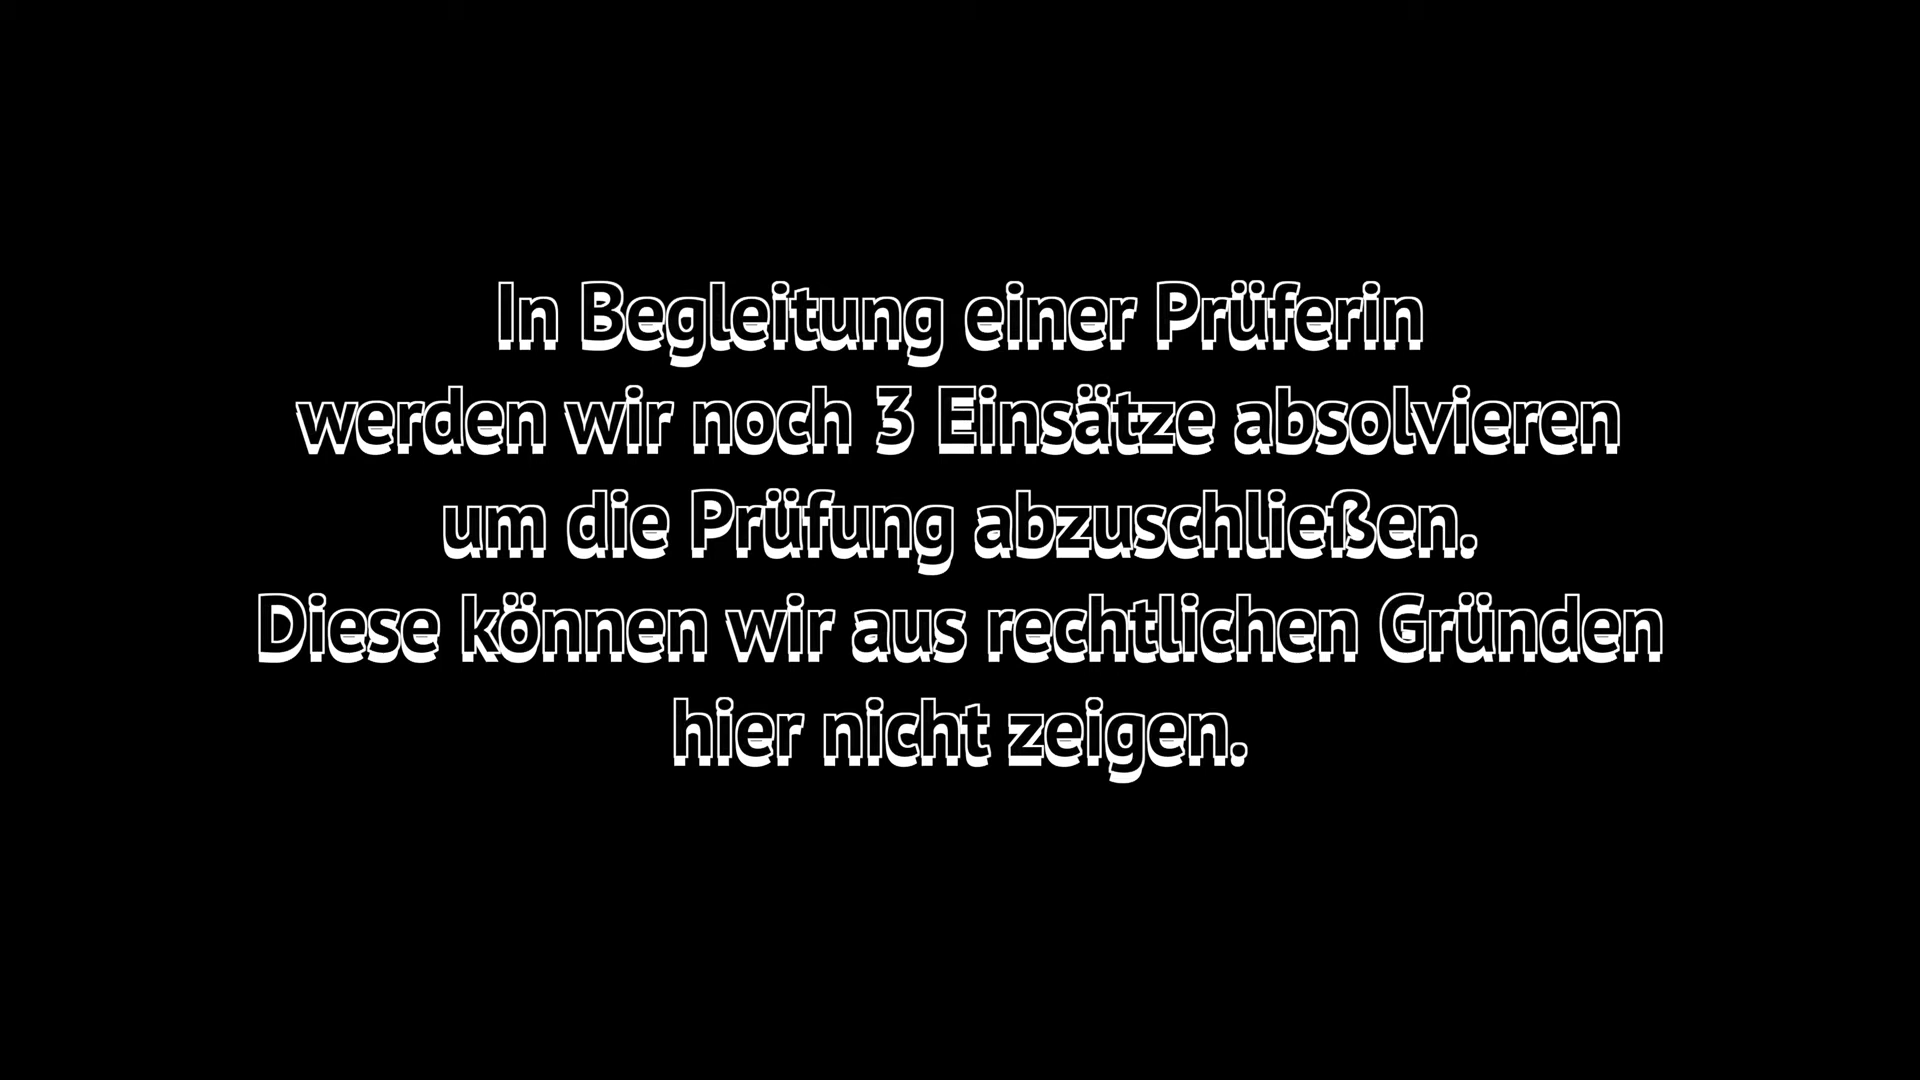 In Begleitung einer Prüferin
werden wir noch 3 Einsätze absolvieren
um die Prüfung abzuschließen.
Diese können wir aus rechtlichen Gründen
hier nicht zeigen.